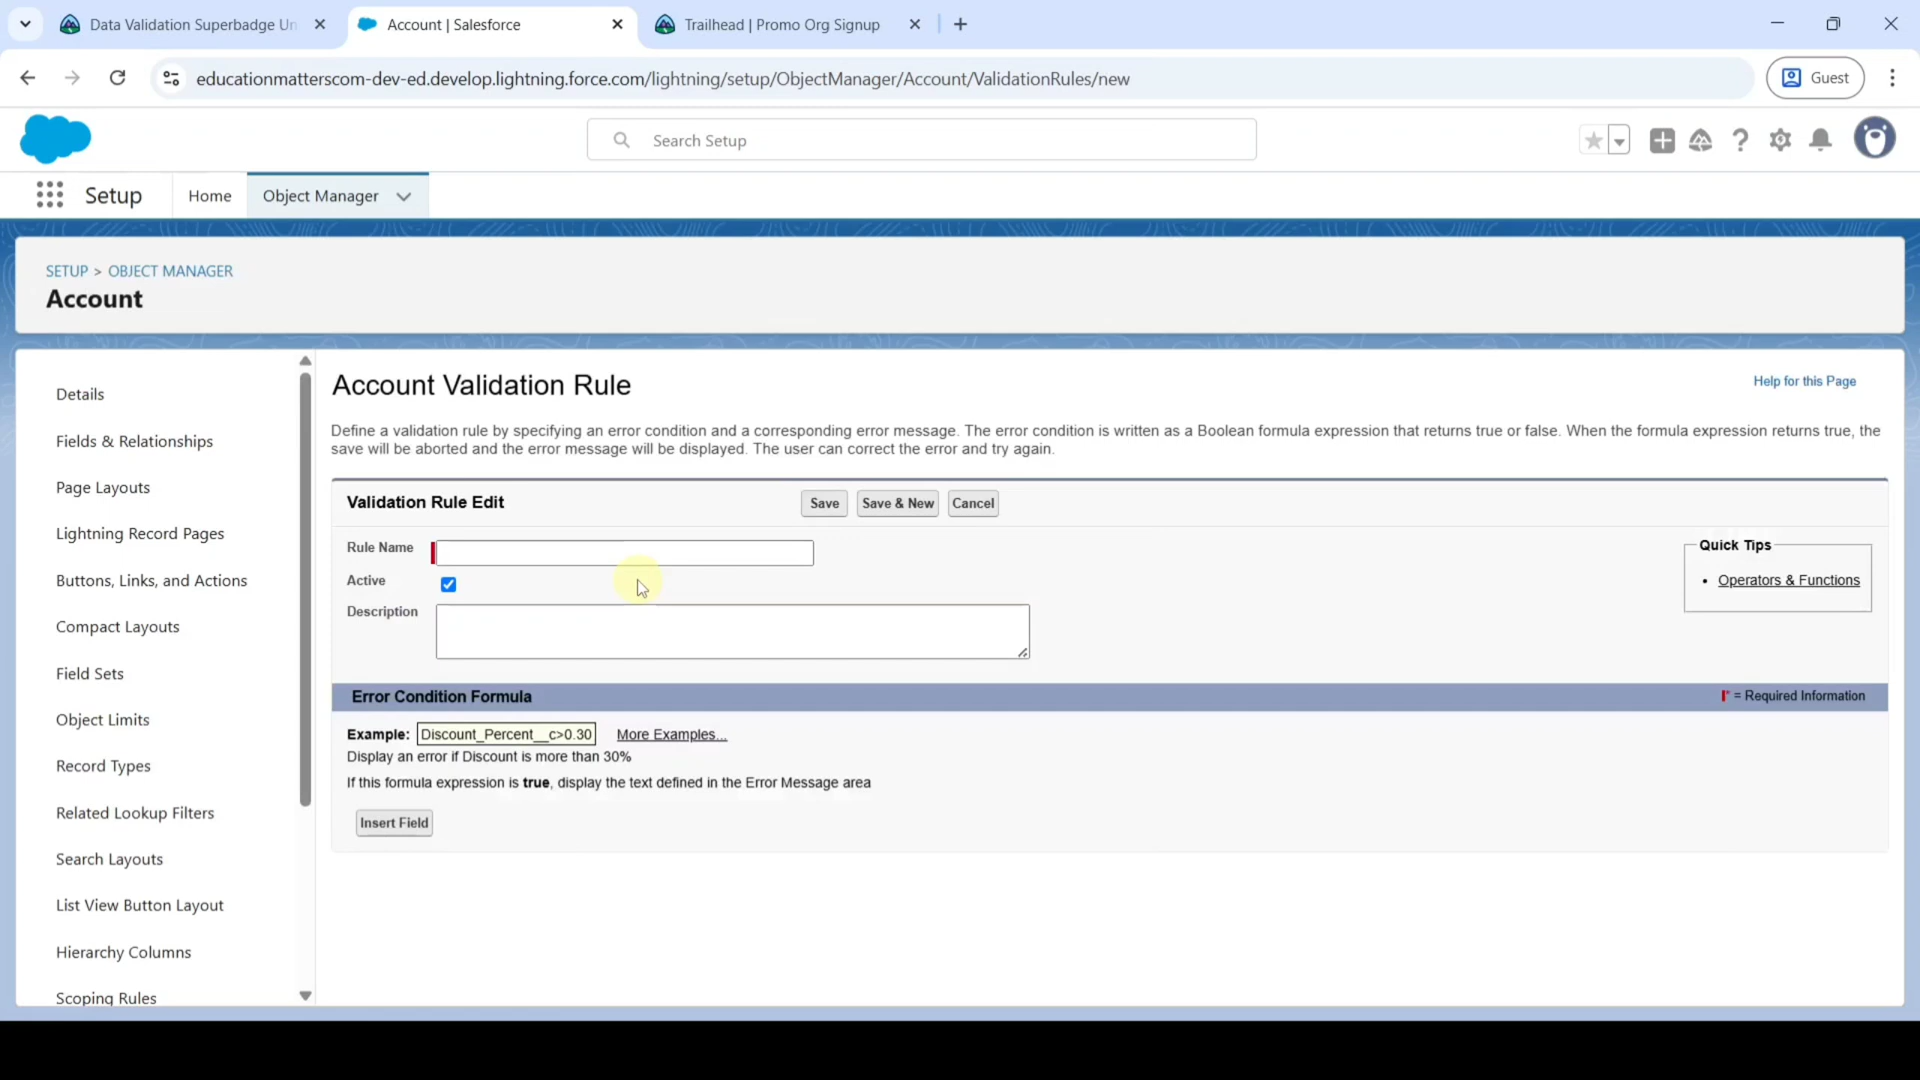 Data Validation Superbadge Un
Account | Salesforce
Trailhead | Promo Org Signup
educationmatterscom-dev-ed.develop.lightning.force.com/lightning/setup/ObjectManager/Account/ValidationRules/new
Guest
Search Setup
Setup
Home
Object Manager
SETUP > OBJECT MANAGER
Account
Details
Fields & Relationships
Page Layouts
Lightning Record Pages
Buttons, Links, and Actions
Compact Layouts
Field Sets
Object Limits
Record Types
Related Lookup Filters
Search Layouts
List View Button Layout
Hierarchy Columns
Scoping Rules
Account Validation Rule
Help for this Page
Define a validation rule by specifying an error condition and a corresponding error message. The error condition is written as a Boolean formula expression that returns true or false. When the formula expression returns true, the
save will be aborted and the error message will be displayed. The user can correct the error and try again.
Validation Rule Edit
Save
Save & New
Cancel
Rule Name
Active
Description
Quick Tips
• Operators & Functions
Error Condition Formula
= Required Information
Example: Discount_Percent__c>0.30 More Examples...
Display an error if Discount is more than 30%
If this formula expression is true, display the text defined in the Error Message area
Insert Field